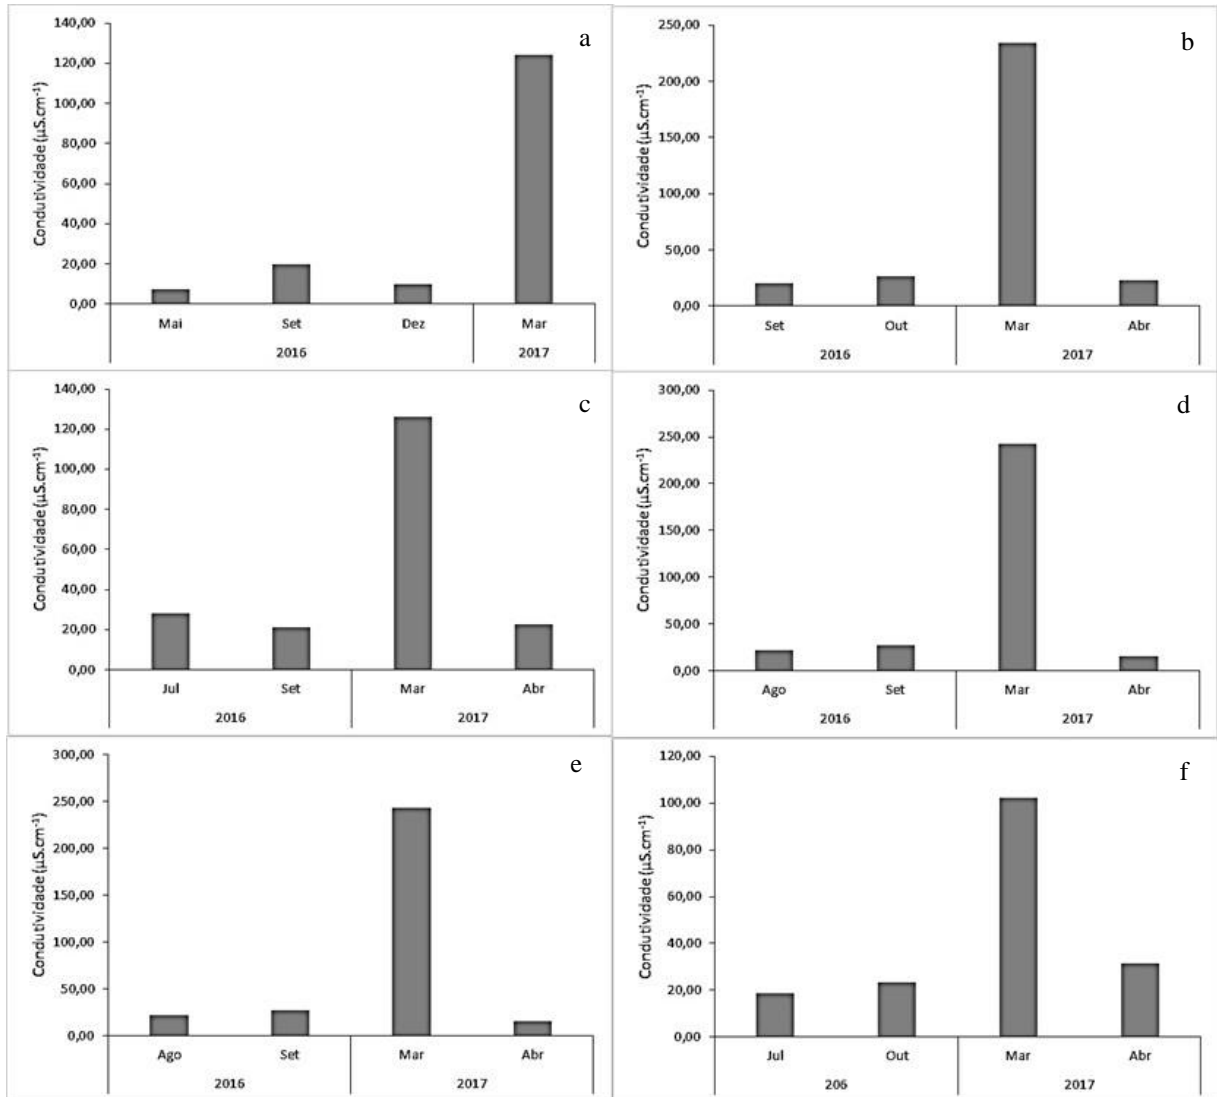 a
Condutividade (µS.cm⁻¹)
140,00
120,00
100,00
80,00
60,00
40,00
20,00
0,00
Mai Set Dez Mar
2016 2017
b
Condutividade (µS.cm⁻¹)
250,00
200,00
150,00
100,00
50,00
0,00
Set Out Mar Abr
2016 2017
c
Condutividade (µS.cm⁻¹)
140,00
120,00
100,00
80,00
60,00
40,00
20,00
0,00
Jul Set Mar Abr
2016 2017
d
Condutividade (µS.cm⁻¹)
300,00
250,00
200,00
150,00
100,00
50,00
0,00
Ago Set Mar Abr
2016 2017
e
Condutividade (µS.cm⁻¹)
300,00
250,00
200,00
150,00
100,00
50,00
0,00
Ago Set Mar Abr
2016 2017
f
Condutividade (µS.cm⁻¹)
120,00
100,00
80,00
60,00
40,00
20,00
0,00
Jul Out Mar Abr
206 2017